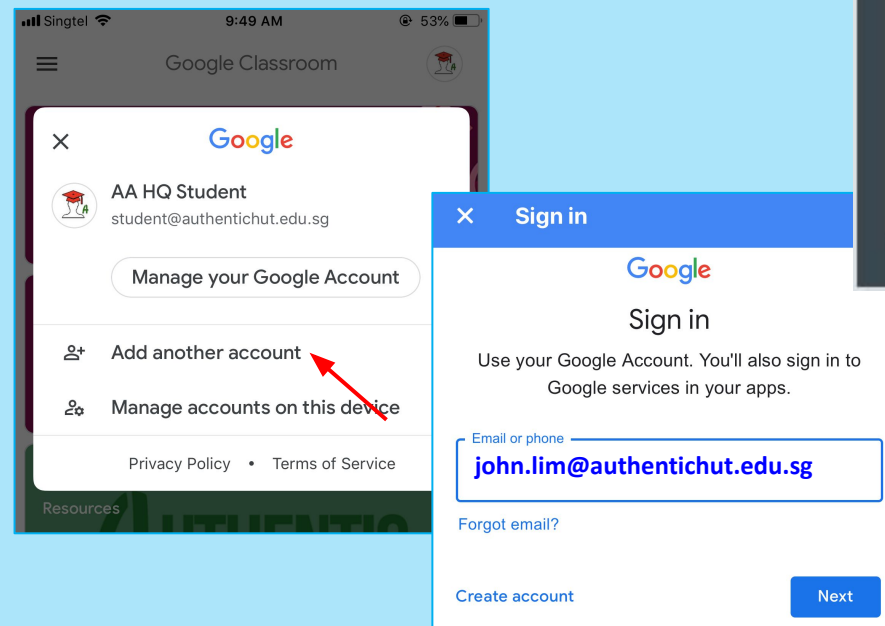 Singtel 9:49 AM 53%
Google Classroom
Google
AA HQ Student
student@authentichut.edu.sg
Manage your Google Account
Add another account
Manage accounts on this device
Privacy Policy • Terms of Service
Resources
AUTHENTIC
Sign in
Google
Sign in
Use your Google Account. You'll also sign in to
Google services in your apps.
Email or phone
john.lim@authentichut.edu.sg
Forgot email?
Create account Next